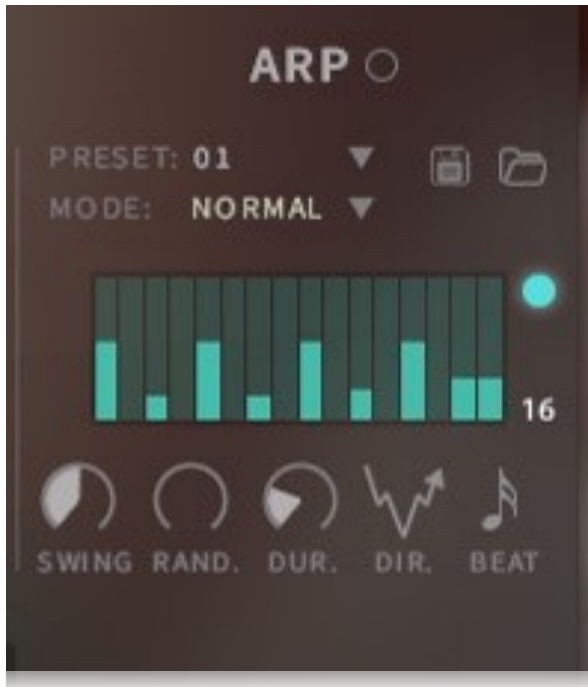 ARP
PRESET: 01
MODE: NORMAL
16
SWING RAND. DUR. DIR. BEAT